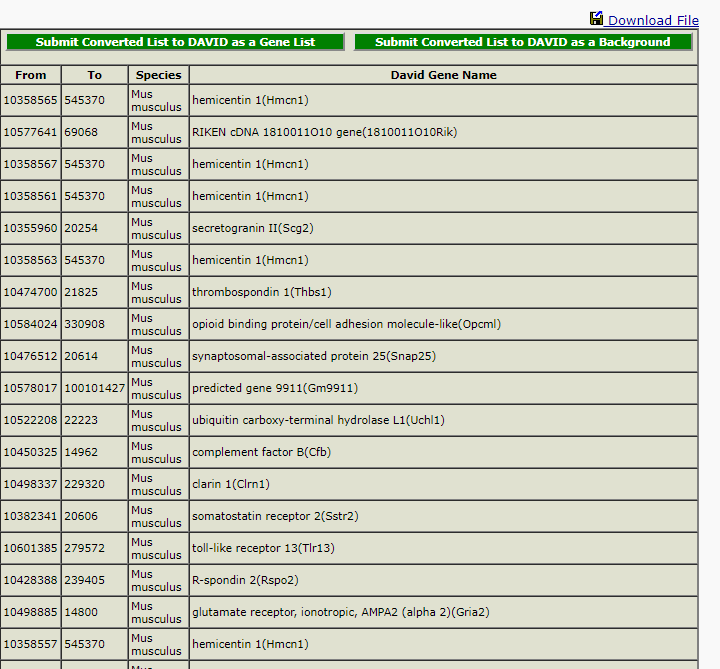 Download File
Submit Converted List to DAVID as a Gene List Submit Converted List to DAVID as a Background
From To Species David Gene Name
10358565 545370 Mus musculus hemicentin 1(Hmcn1)
10577641 69068 Mus musculus RIKEN cDNA 1810011O10 gene(1810011O10Rik)
10358567 545370 Mus musculus hemicentin 1(Hmcn1)
10358561 545370 Mus musculus hemicentin 1(Hmcn1)
10355960 20254 Mus musculus secretogranin II(Scg2)
10358563 545370 Mus musculus hemicentin 1(Hmcn1)
10474700 21825 Mus musculus thrombospondin 1(Thbs1)
10584024 330908 Mus musculus opioid binding protein/cell adhesion molecule-like(Opcml)
10476512 20614 Mus musculus synaptosomal-associated protein 25(Snap25)
10578017 100101427 Mus musculus predicted gene 9911(Gm9911)
10522208 22223 Mus musculus ubiquitin carboxy-terminal hydrolase L1(Uchl1)
10450325 14962 Mus musculus complement factor B(Cfb)
10498337 229320 Mus musculus clarin 1(Clrn1)
10382341 20606 Mus musculus somatostatin receptor 2(Sstr2)
10601385 279572 Mus musculus toll-like receptor 13(Tlr13)
10428388 239405 Mus musculus R-spondin 2(Rspo2)
10498885 14800 Mus musculus glutamate receptor, ionotropic, AMPA2 (alpha 2)(Gria2)
10358557 545370 Mus musculus hemicentin 1(Hmcn1)